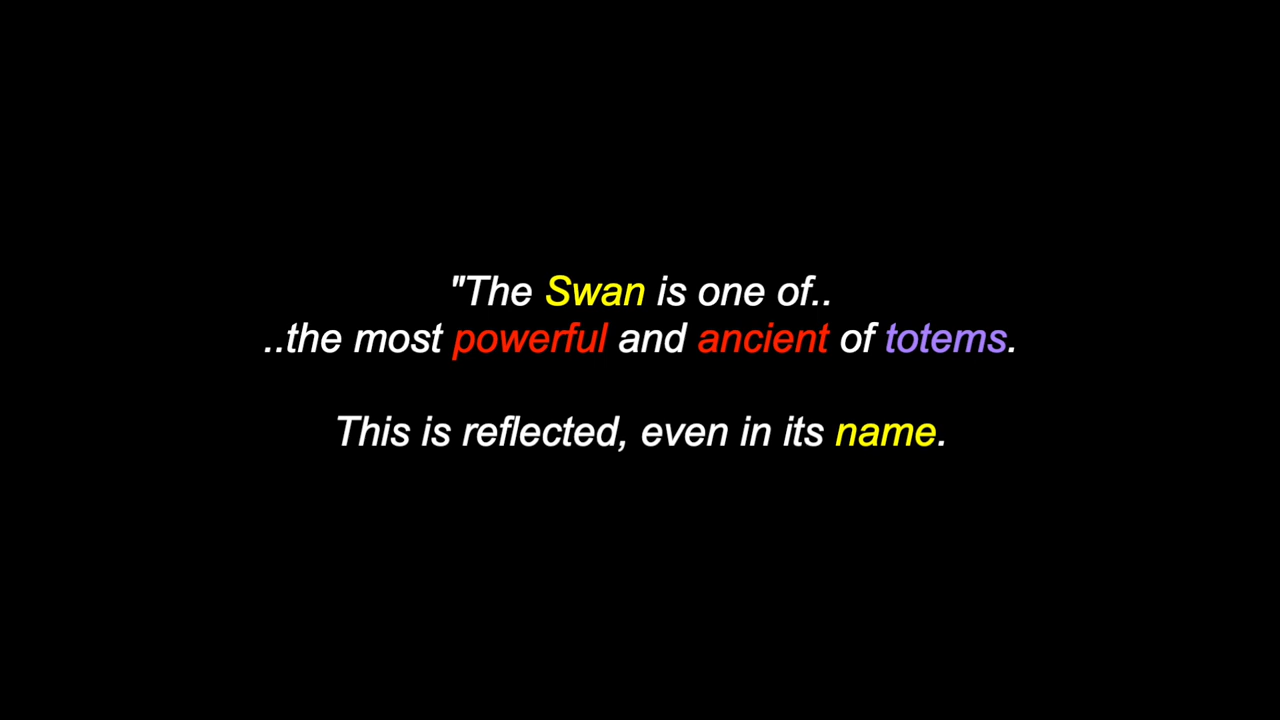 "The Swan is one of..
..the most powerful and ancient of totems.
This is reflected, even in its name.